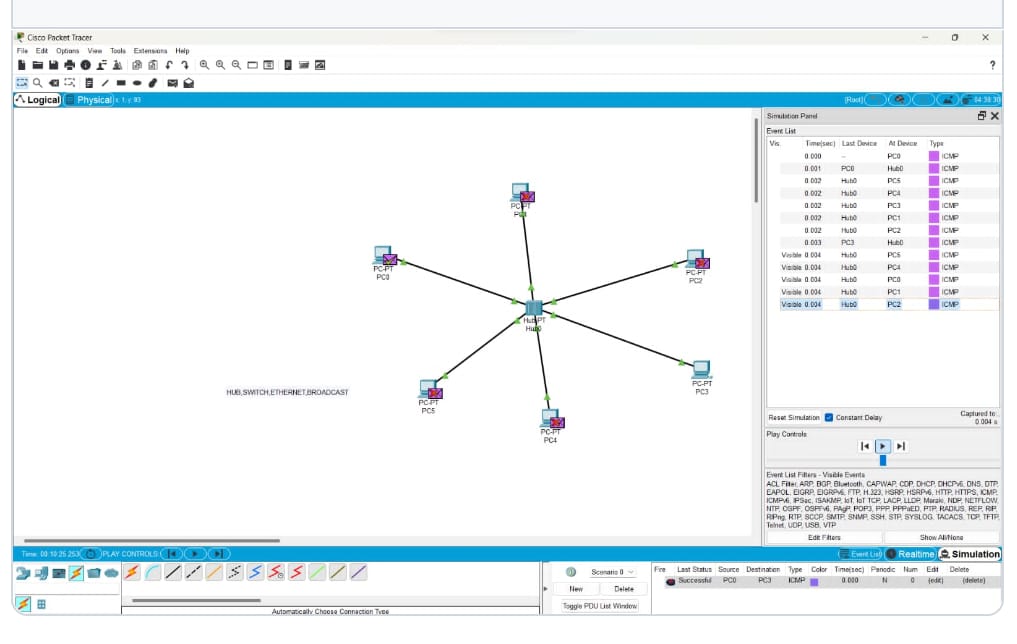 Cisco Packet Tracer
File Edit Options View Tools Extensions Help
?
Logical Physical x: 1, y: 83
[Root] 04:38:30
Simulation Panel
Event List
Vis. Time(sec) Last Device At Device Type
0.000 -- PC0 ICMP
0.001 PC0 Hub0 ICMP
0.002 Hub0 PC5 ICMP
0.002 Hub0 PC4 ICMP
0.002 Hub0 PC3 ICMP
0.002 Hub0 PC1 ICMP
0.002 Hub0 PC2 ICMP
0.003 PC3 Hub0 ICMP
Visible 0.004 Hub0 PC5 ICMP
Visible 0.004 Hub0 PC4 ICMP
Visible 0.004 Hub0 PC0 ICMP
Visible 0.004 Hub0 PC1 ICMP
Visible 0.004 Hub0 PC2 ICMP
PC-PT
PC-PT
PC0
PC-PT
PC2
Hub-PT
Hub0
PC-PT
PC3
PC-PT
PC5
PC-PT
PC4
HUB,SWITCH,ETHERNET,BROADCAST
Reset Simulation Constant Delay Captured to:
0.004 s
Play Controls
Event List Filters - Visible Events
ACL Filter, ARP, BGP, Bluetooth, CAPWAP, CDP, DHCP, DHCPv6, DNS, DTP,
EAPOL, EIGRP, EIGRPv6, FTP, H.323, HSRP, HSRPv6, HTTP, HTTPS, ICMP,
ICMPv6, IPSec, ISAKMP, IoT, IoT TCP, LACP, LLDP, Meraki, NDP, NETFLOW,
NTP, OSPF, OSPFv6, PAgP, POP3, PPP, PPPoED, PTP, RADIUS, REP, RIP,
RIPng, RTP, SCCP, SMTP, SNMP, SSH, STP, SYSLOG, TACACS, TCP, TFTP,
Telnet, UDP, USB, VTP
Edit Filters Show All/None
Time: 00:10:25.253 PLAY CONTROLS: Event List Realtime Simulation
Scenario 0
New Delete
Toggle PDU List Window
Fire Last Status Source Destination Type Color Time(sec) Periodic Num Edit Delete
Successful PC0 PC3 ICMP 0.000 N 0 (edit) (delete)
Automatically Choose Connection Type